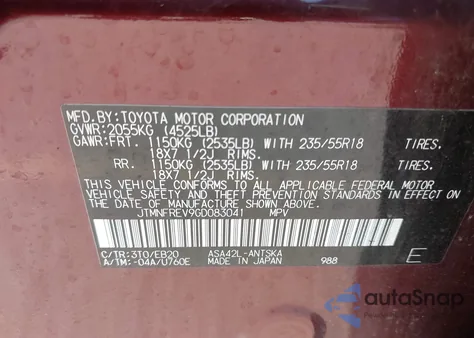 MFD.BY:TOYOTA MOTOR CORPORATION
GVWR:2055KG (4525LB)
GAWR:FRT. 1150KG (2535LB) WITH 235/55R18 TIRES.
18X7 1/2J RIMS.
RR. 1150KG (2535LB) WITH 235/55R18 TIRES.
18X7 1/2J RIMS.
THIS VEHICLE CONFORMS TO ALL APPLICABLE FEDERAL MOTOR
VEHICLE SAFETY AND THEFT PREVENTION STANDARDS IN EFFECT
ON THE DATE OF MANUFACTURE SHOWN ABOVE.
JTMNFREV9GD083041 MPV
C/TR:3T0/EB20 ASA42L-ANTSKA
A/TM:-04A/U760E MADE IN JAPAN 988 E
autoSnap